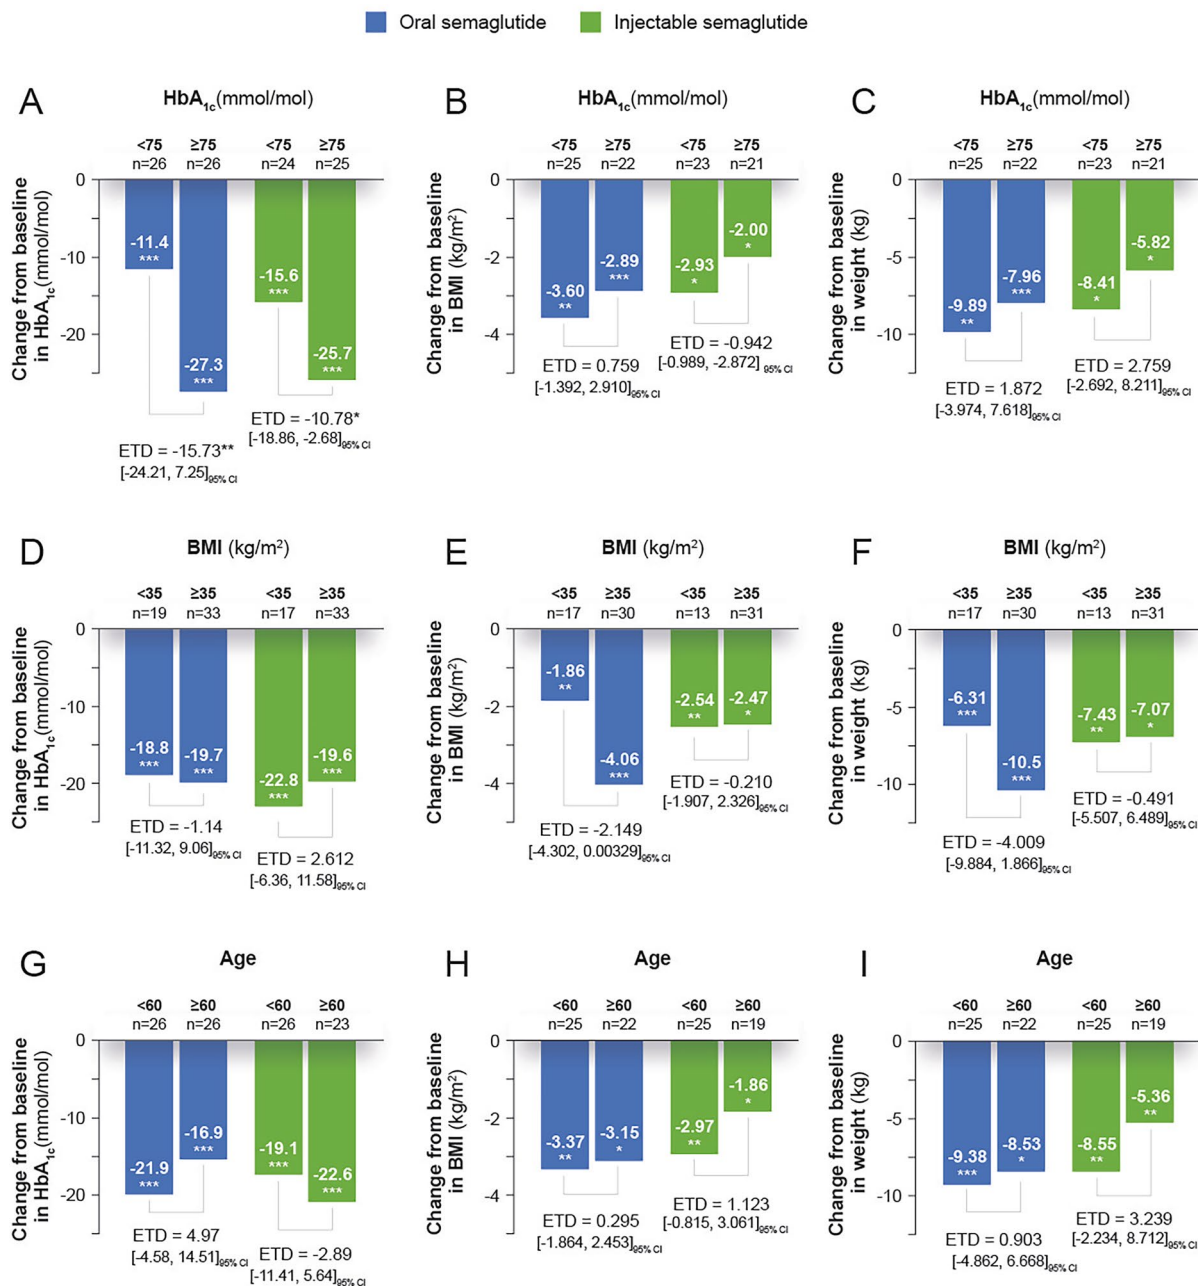 Oral semaglutide Injectable semaglutide
A
HbA1c(mmol/mol)
<75 ≥75 <75 ≥75
n=26 n=26 n=24 n=25
Change from baseline
in HbA1c(mmol/mol)
0
-10
-20
-11.4
***
-27.3
***
-15.6
***
-25.7
***
ETD = -15.73**
[-24.21, 7.25]95% CI
ETD = -10.78*
[-18.86, -2.68]95% CI
B
HbA1c(mmol/mol)
<75 ≥75 <75 ≥75
n=25 n=22 n=23 n=21
Change from baseline
in BMI (kg/m²)
0
-2
-4
-3.60
**
-2.89
***
-2.93
*
-2.00
*
ETD = 0.759
[-1.392, 2.910]95% CI
ETD = -0.942
[-0.989, -2.872] 95% CI
C
HbA1c(mmol/mol)
<75 ≥75 <75 ≥75
n=25 n=22 n=23 n=21
Change from baseline
in weight (kg)
0
-5
-10
-9.89
**
-7.96
***
-8.41
*
-5.82
*
ETD = 1.872
[-3.974, 7.618]95% CI
ETD = 2.759
[-2.692, 8.211]95% CI
D
BMI (kg/m²)
<35 ≥35 <35 ≥35
n=19 n=33 n=17 n=33
Change from baseline
in HbA1c(mmol/mol)
0
-10
-20
-18.8
***
-19.7
***
-22.8
***
-19.6
***
ETD = -1.14
[-11.32, 9.06]95% CI
ETD = 2.612
[-6.36, 11.58]95% CI
E
BMI (kg/m²)
<35 ≥35 <35 ≥35
n=17 n=30 n=13 n=31
Change from baseline
in BMI (kg/m²)
0
-2
-4
-1.86
**
-4.06
***
-2.54
**
-2.47
*
ETD = -2.149
[-4.302, 0.00329]95% CI
ETD = -0.210
[-1.907, 2.326]95% CI
F
BMI (kg/m²)
<35 ≥35 <35 ≥35
n=17 n=30 n=13 n=31
Change from baseline
in weight (kg)
0
-5
-10
-6.31
***
-10.5
***
-7.43
**
-7.07
*
ETD = -4.009
[-9.884, 1.866]95% CI
ETD = -0.491
[-5.507, 6.489]95% CI
G
Age
<60 ≥60 <60 ≥60
n=26 n=26 n=26 n=23
Change from baseline
in HbA1c(mmol/mol)
0
-10
-20
-21.9
***
-16.9
***
-19.1
***
-22.6
***
ETD = 4.97
[-4.58, 14.51]95% CI
ETD = -2.89
[-11.41, 5.64]95% CI
H
Age
<60 ≥60 <60 ≥60
n=25 n=22 n=25 n=19
Change from baseline
in BMI (kg/m²)
0
-2
-4
-3.37
**
-3.15
*
-2.97
**
-1.86
*
ETD = 0.295
[-1.864, 2.453]95% CI
ETD = 1.123
[-0.815, 3.061]95% CI
I
Age
<60 ≥60 <60 ≥60
n=25 n=22 n=25 n=19
Change from baseline
in weight (kg)
0
-5
-10
-9.38
***
-8.53
*
-8.55
**
-5.36
**
ETD = 0.903
[-4.862, 6.668]95% CI
ETD = 3.239
[-2.234, 8.712]95% CI